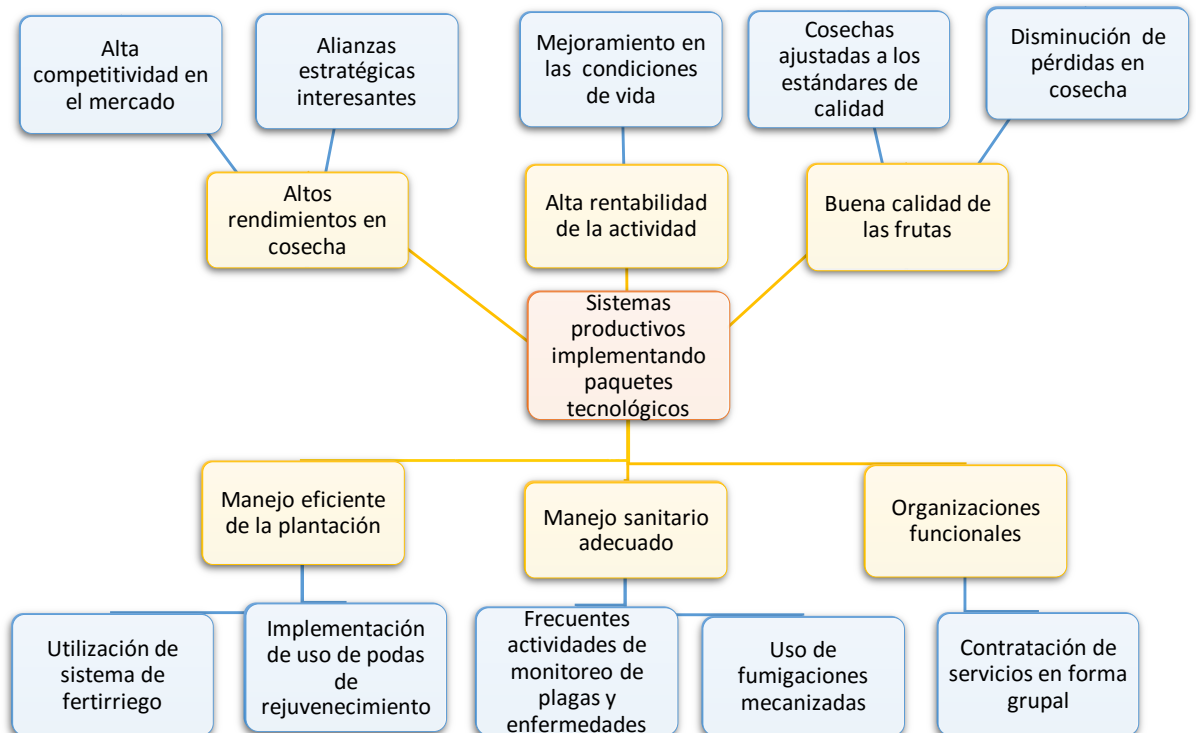 Alta
competitividad en
el mercado
Alianzas
estratégicas
interesantes
Mejoramiento en
las condiciones
de vida
Cosechas
ajustadas a los
estándares de
calidad
Disminución de
pérdidas en
cosecha
Altos
rendimientos en
cosecha
Alta rentabilidad
de la actividad
Buena calidad de
las frutas
Sistemas
productivos
implementando
paquetes
tecnológicos
Manejo eficiente
de la plantación
Manejo sanitario
adecuado
Organizaciones
funcionales
Utilización de
sistema de
fertirriego
Implementación
de uso de podas
de
rejuvenecimiento
Frecuentes
actividades de
monitoreo de
plagas y
enfermedades
Uso de
fumigaciones
mecanizadas
Contratación de
servicios en forma
grupal